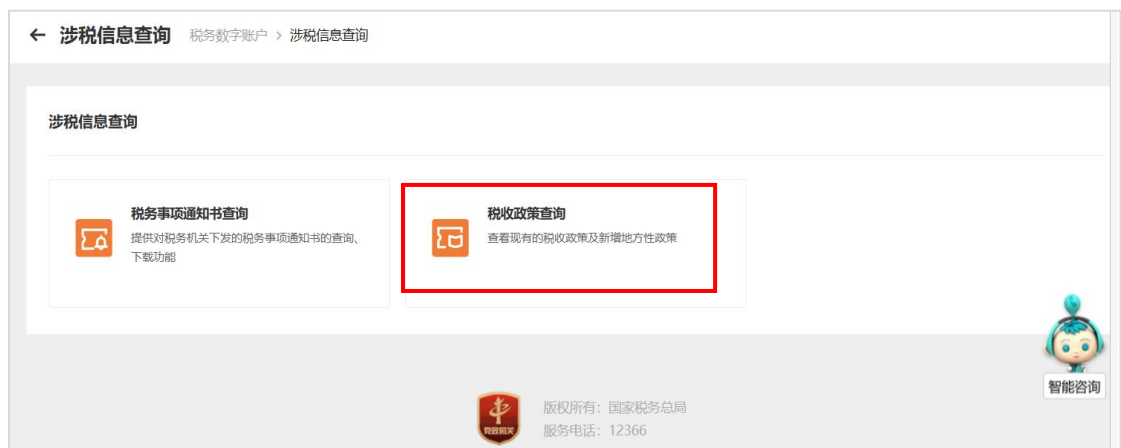 ← 涉税信息查询 税务数字账户 > 涉税信息查询
涉税信息查询
税务事项通知书查询
提供对税务机关下发的税务事项通知书的查询、
下载功能
税收政策查询
查看现有的税收政策及新增地方性政策
智能咨询
党政机关
版权所有：国家税务总局
服务电话：12366